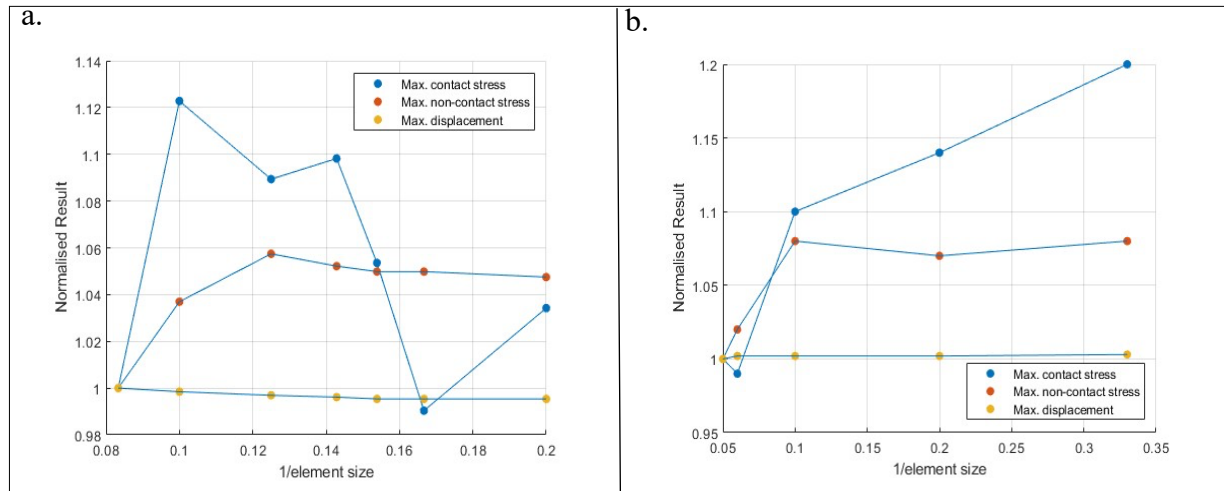 a.
1.14
1.12
1.1
1.08
1.06
1.04
1.02
1
0.98
Normalised Result
Max. contact stress
Max. non-contact stress
Max. displacement
0.08 0.1 0.12 0.14 0.16 0.18 0.2
1/element size
b.
1.2
1.15
1.1
1.05
1
0.95
Normalised Result
Max. contact stress
Max. non-contact stress
Max. displacement
0.05 0.1 0.15 0.2 0.25 0.3 0.35
1/element size